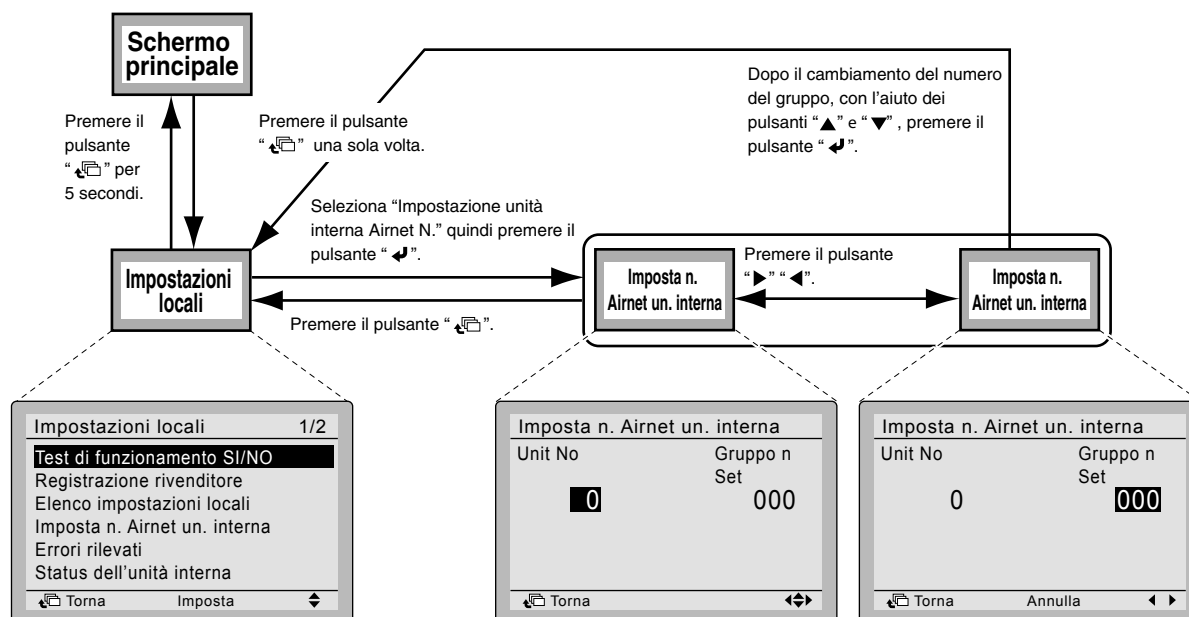 Schermo
principale
Premere il
pulsante
“ ” per
5 secondi.
Premere il pulsante
“ ” una sola volta.
Dopo il cambiamento del numero
del gruppo, con l'aiuto dei
pulsanti “▲” e “▼” , premere il
pulsante “ ↵ ”.
Seleziona “Impostazione unità
interna Airnet N.” quindi premere il
pulsante “ ↵ ”.
Impostazioni
locali
Premere il pulsante “ ”.
Imposta n.
Airnet un. interna
Premere il pulsante
“▶” “◀”.
Imposta n.
Airnet un. interna
Impostazioni locali 1/2
Test di funzionamento SI/NO
Registrazione rivenditore
Elenco impostazioni locali
Imposta n. Airnet un. interna
Errori rilevati
Status dell'unità interna
Torna Imposta
Imposta n. Airnet un. interna
Unit No Gruppo n
Set
0 000
Torna
Imposta n. Airnet un. interna
Unit No Gruppo n
Set
0 000
Torna Annulla